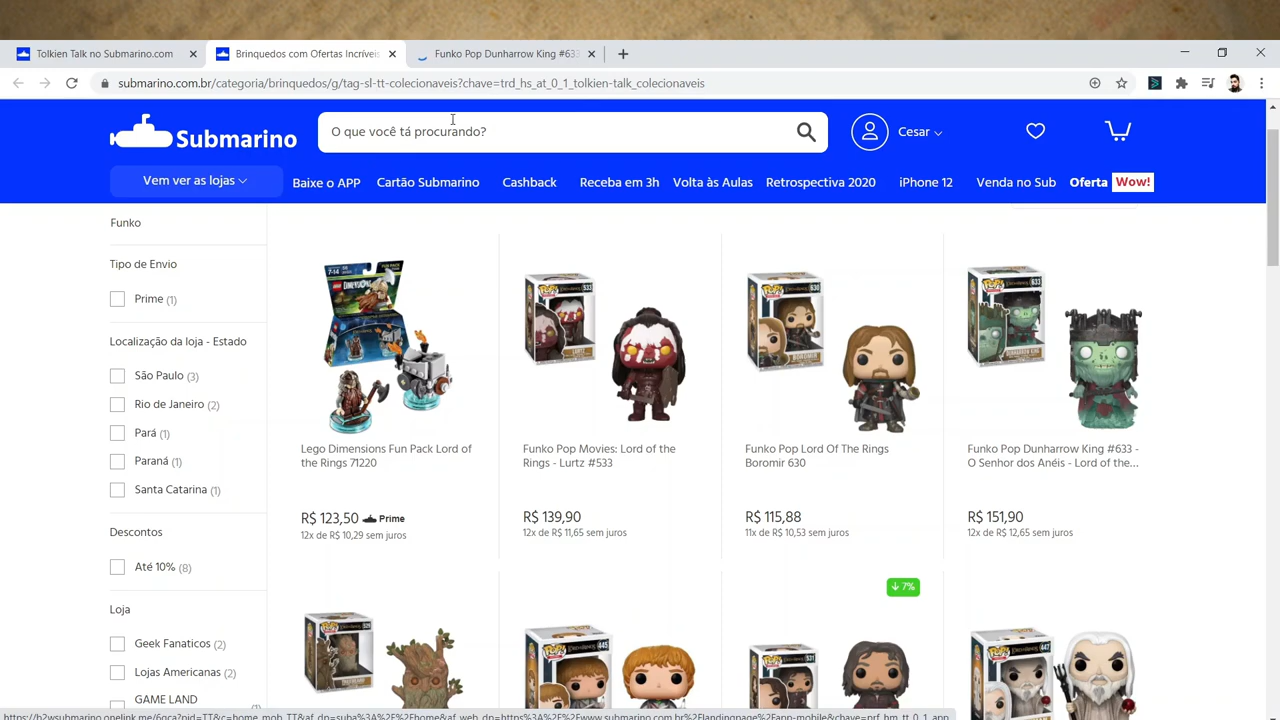 Tolkien Talk no Submarino.com
Brinquedos com Ofertas Incríveis
Funko Pop Dunharrow King #633
submarino.com.br/categoria/brinquedos/g/tag-sl-tt-colecionaveis?chave=trd_hs_at_0_1_tolkien-talk_colecionaveis
Submarino
O que você tá procurando?
Cesar
Vem ver as lojas
Baixe o APP
Cartão Submarino
Cashback
Receba em 3h
Volta às Aulas
Retrospectiva 2020
iPhone 12
Venda no Sub
Oferta Wow!
Funko
Tipo de Envio
Prime (1)
Localização da loja - Estado
São Paulo (3)
Rio de Janeiro (2)
Pará (1)
Paraná (1)
Santa Catarina (1)
Descontos
Até 10% (8)
Loja
Geek Fanaticos (2)
Lojas Americanas (2)
GAME LAND
Lego Dimensions Fun Pack Lord of
the Rings 71220
R$ 123,50 Prime
12x de R$ 10,29 sem juros
Funko Pop Movies: Lord of the
Rings - Lurtz #533
R$ 139,90
12x de R$ 11,65 sem juros
Funko Pop Lord Of The Rings
Boromir 630
R$ 115,88
11x de R$ 10,53 sem juros
Funko Pop Dunharrow King #633 -
O Senhor dos Anéis - Lord of the...
R$ 151,90
12x de R$ 12,65 sem juros
7%